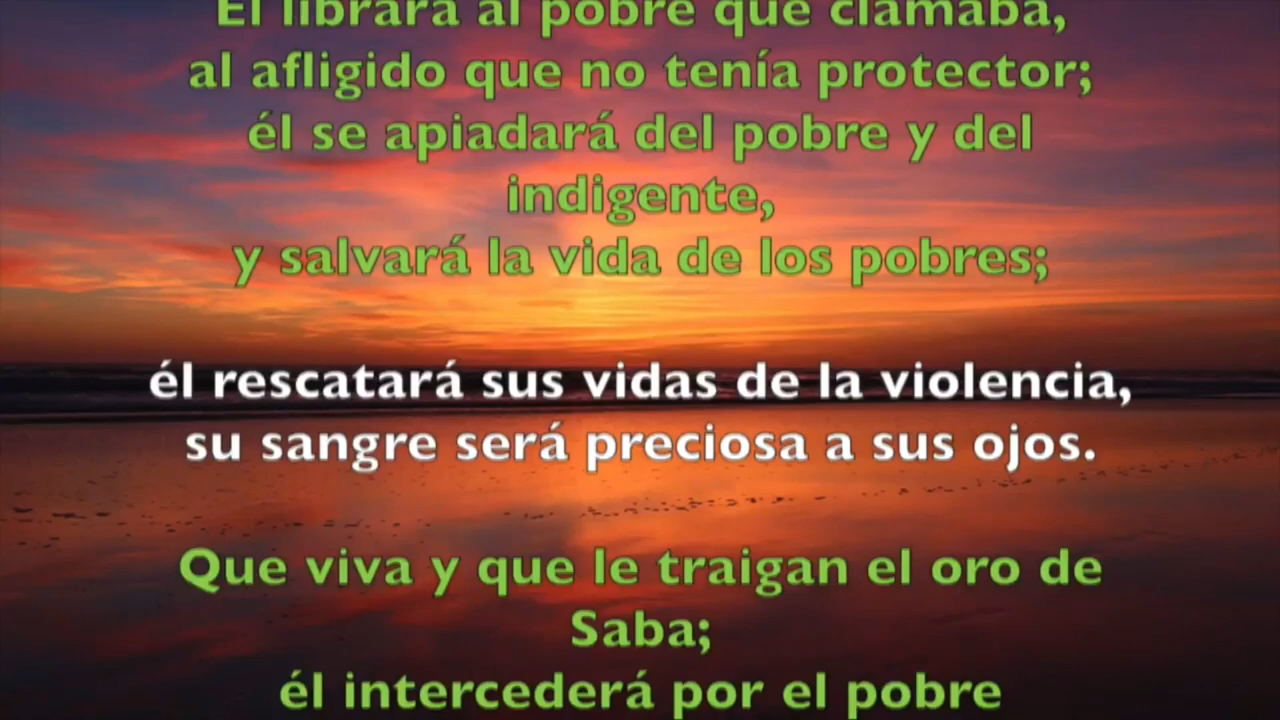 Él librará al pobre que clamaba,
al afligido que no tenía protector;
él se apiadará del pobre y del
indigente,
y salvará la vida de los pobres;
él rescatará sus vidas de la violencia,
su sangre será preciosa a sus ojos.
Que viva y que le traigan el oro de
Saba;
él intercederá por el pobre